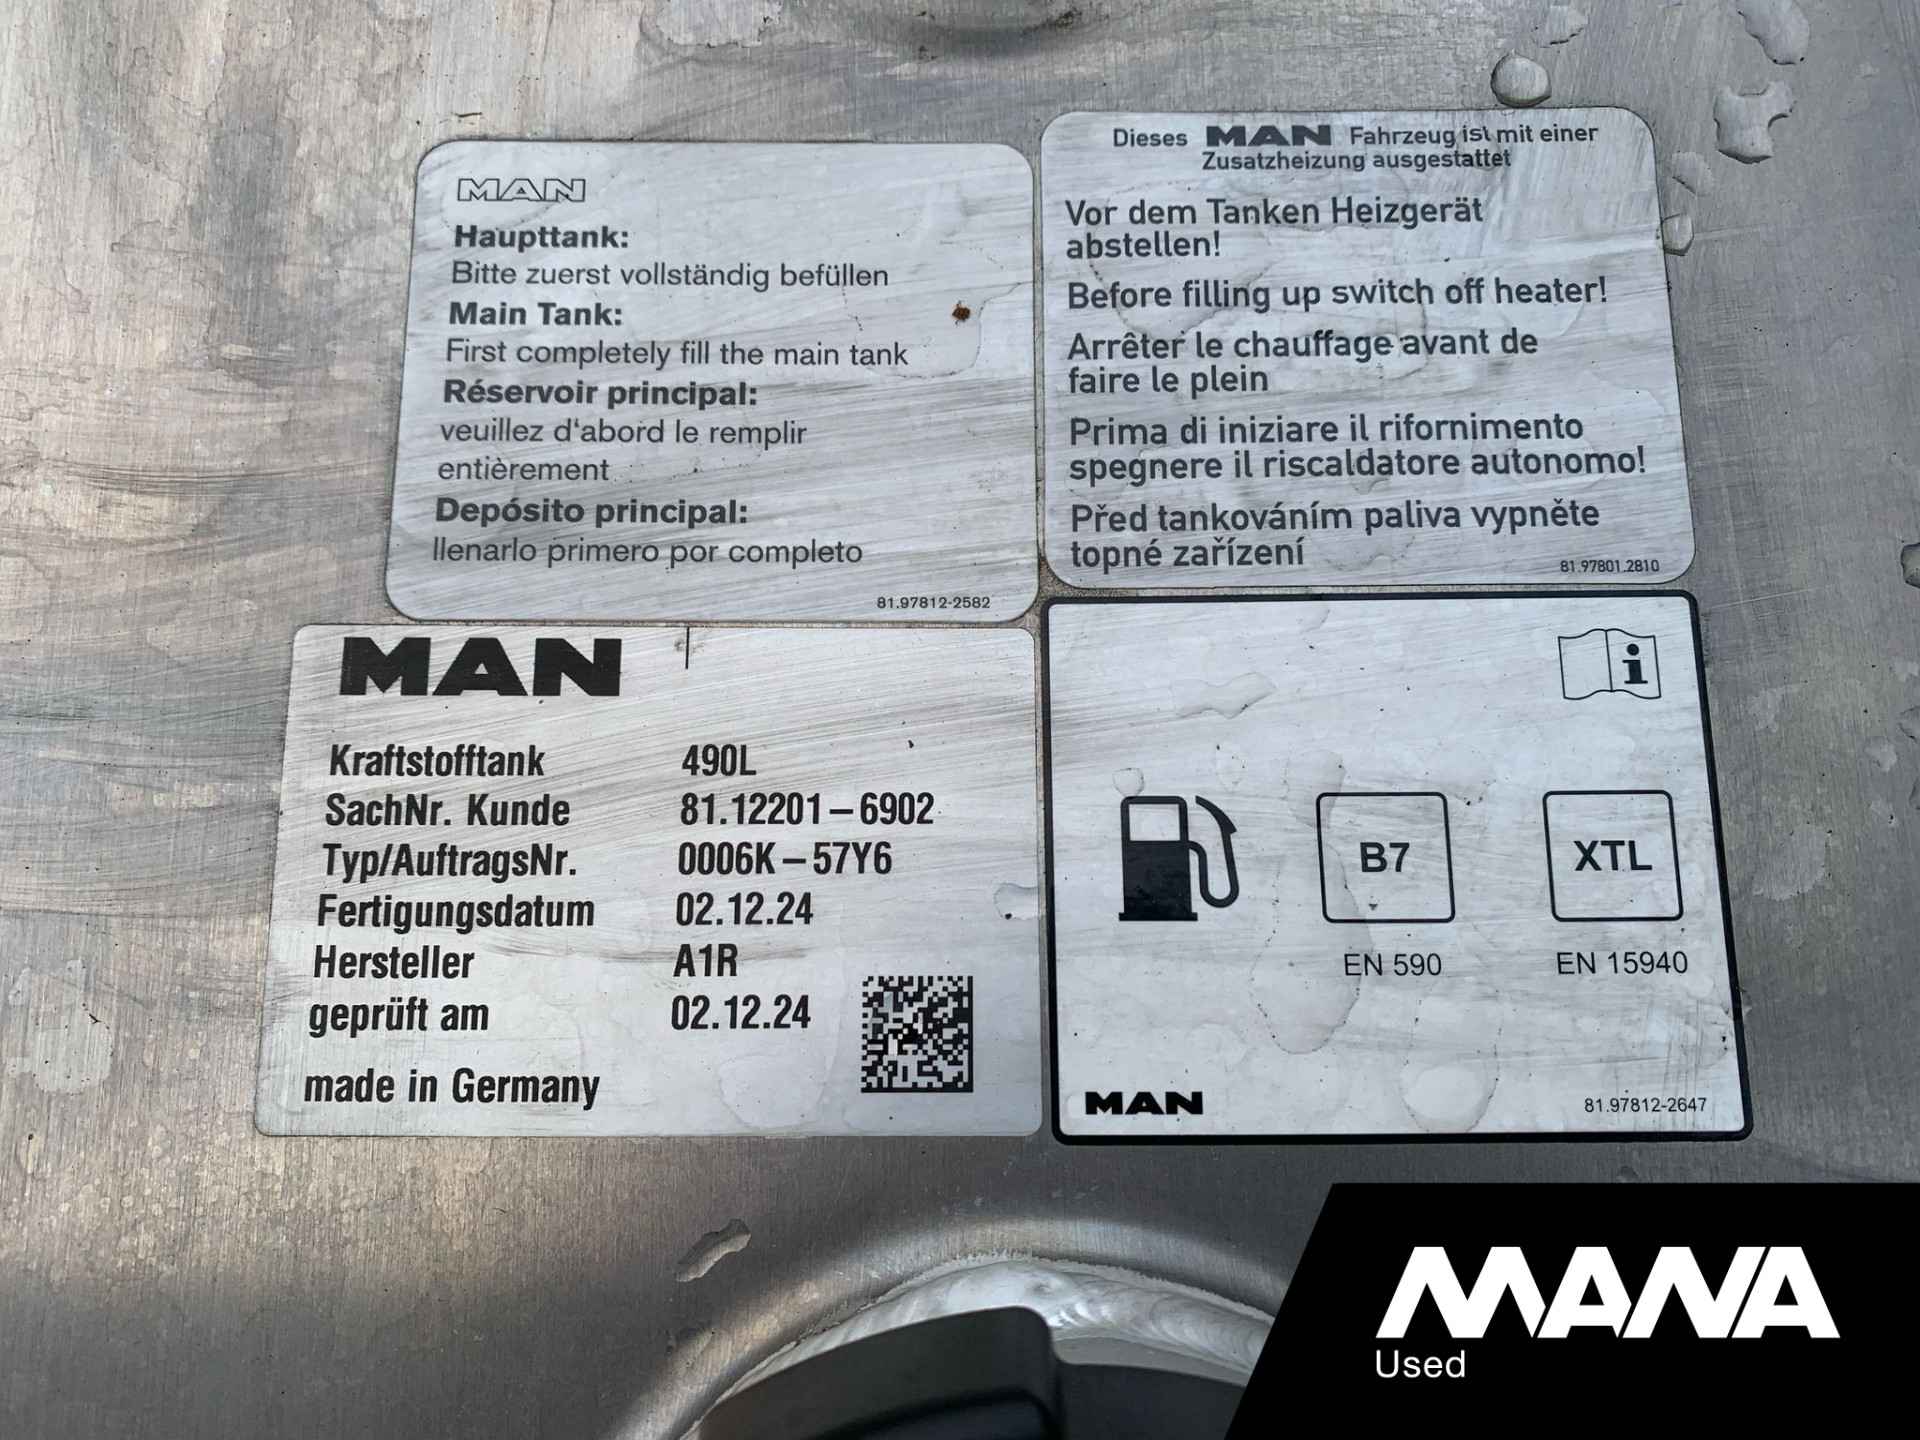 MAN
Haupttank:
Bitte zuerst vollständig befüllen
Main Tank:
First completely fill the main tank
Réservoir principal:
veuillez d'abord le remplir
entièrement
Depósito principal:
llenarlo primero por completo
81.97812-2582
Dieses MAN Fahrzeug ist mit einer
Zusatzheizung ausgestattet
Vor dem Tanken Heizgerät
abstellen!
Before filling up switch off heater!
Arrêter le chauffage avant de
faire le plein
Prima di iniziare il rifornimento
spegnere il riscaldatore autonomo!
Před tankováním paliva vypněte
topné zařízení
81.97801.2810
MAN
Kraftstofftank 490L
SachNr. Kunde 81.12201–6902
Typ/AuftragsNr. 0006K–57Y6
Fertigungsdatum 02.12.24
Hersteller A1R
geprüft am 02.12.24
made in Germany
i
B7 XTL
EN 590 EN 15940
MAN 81.97812-2647
MANA
Used